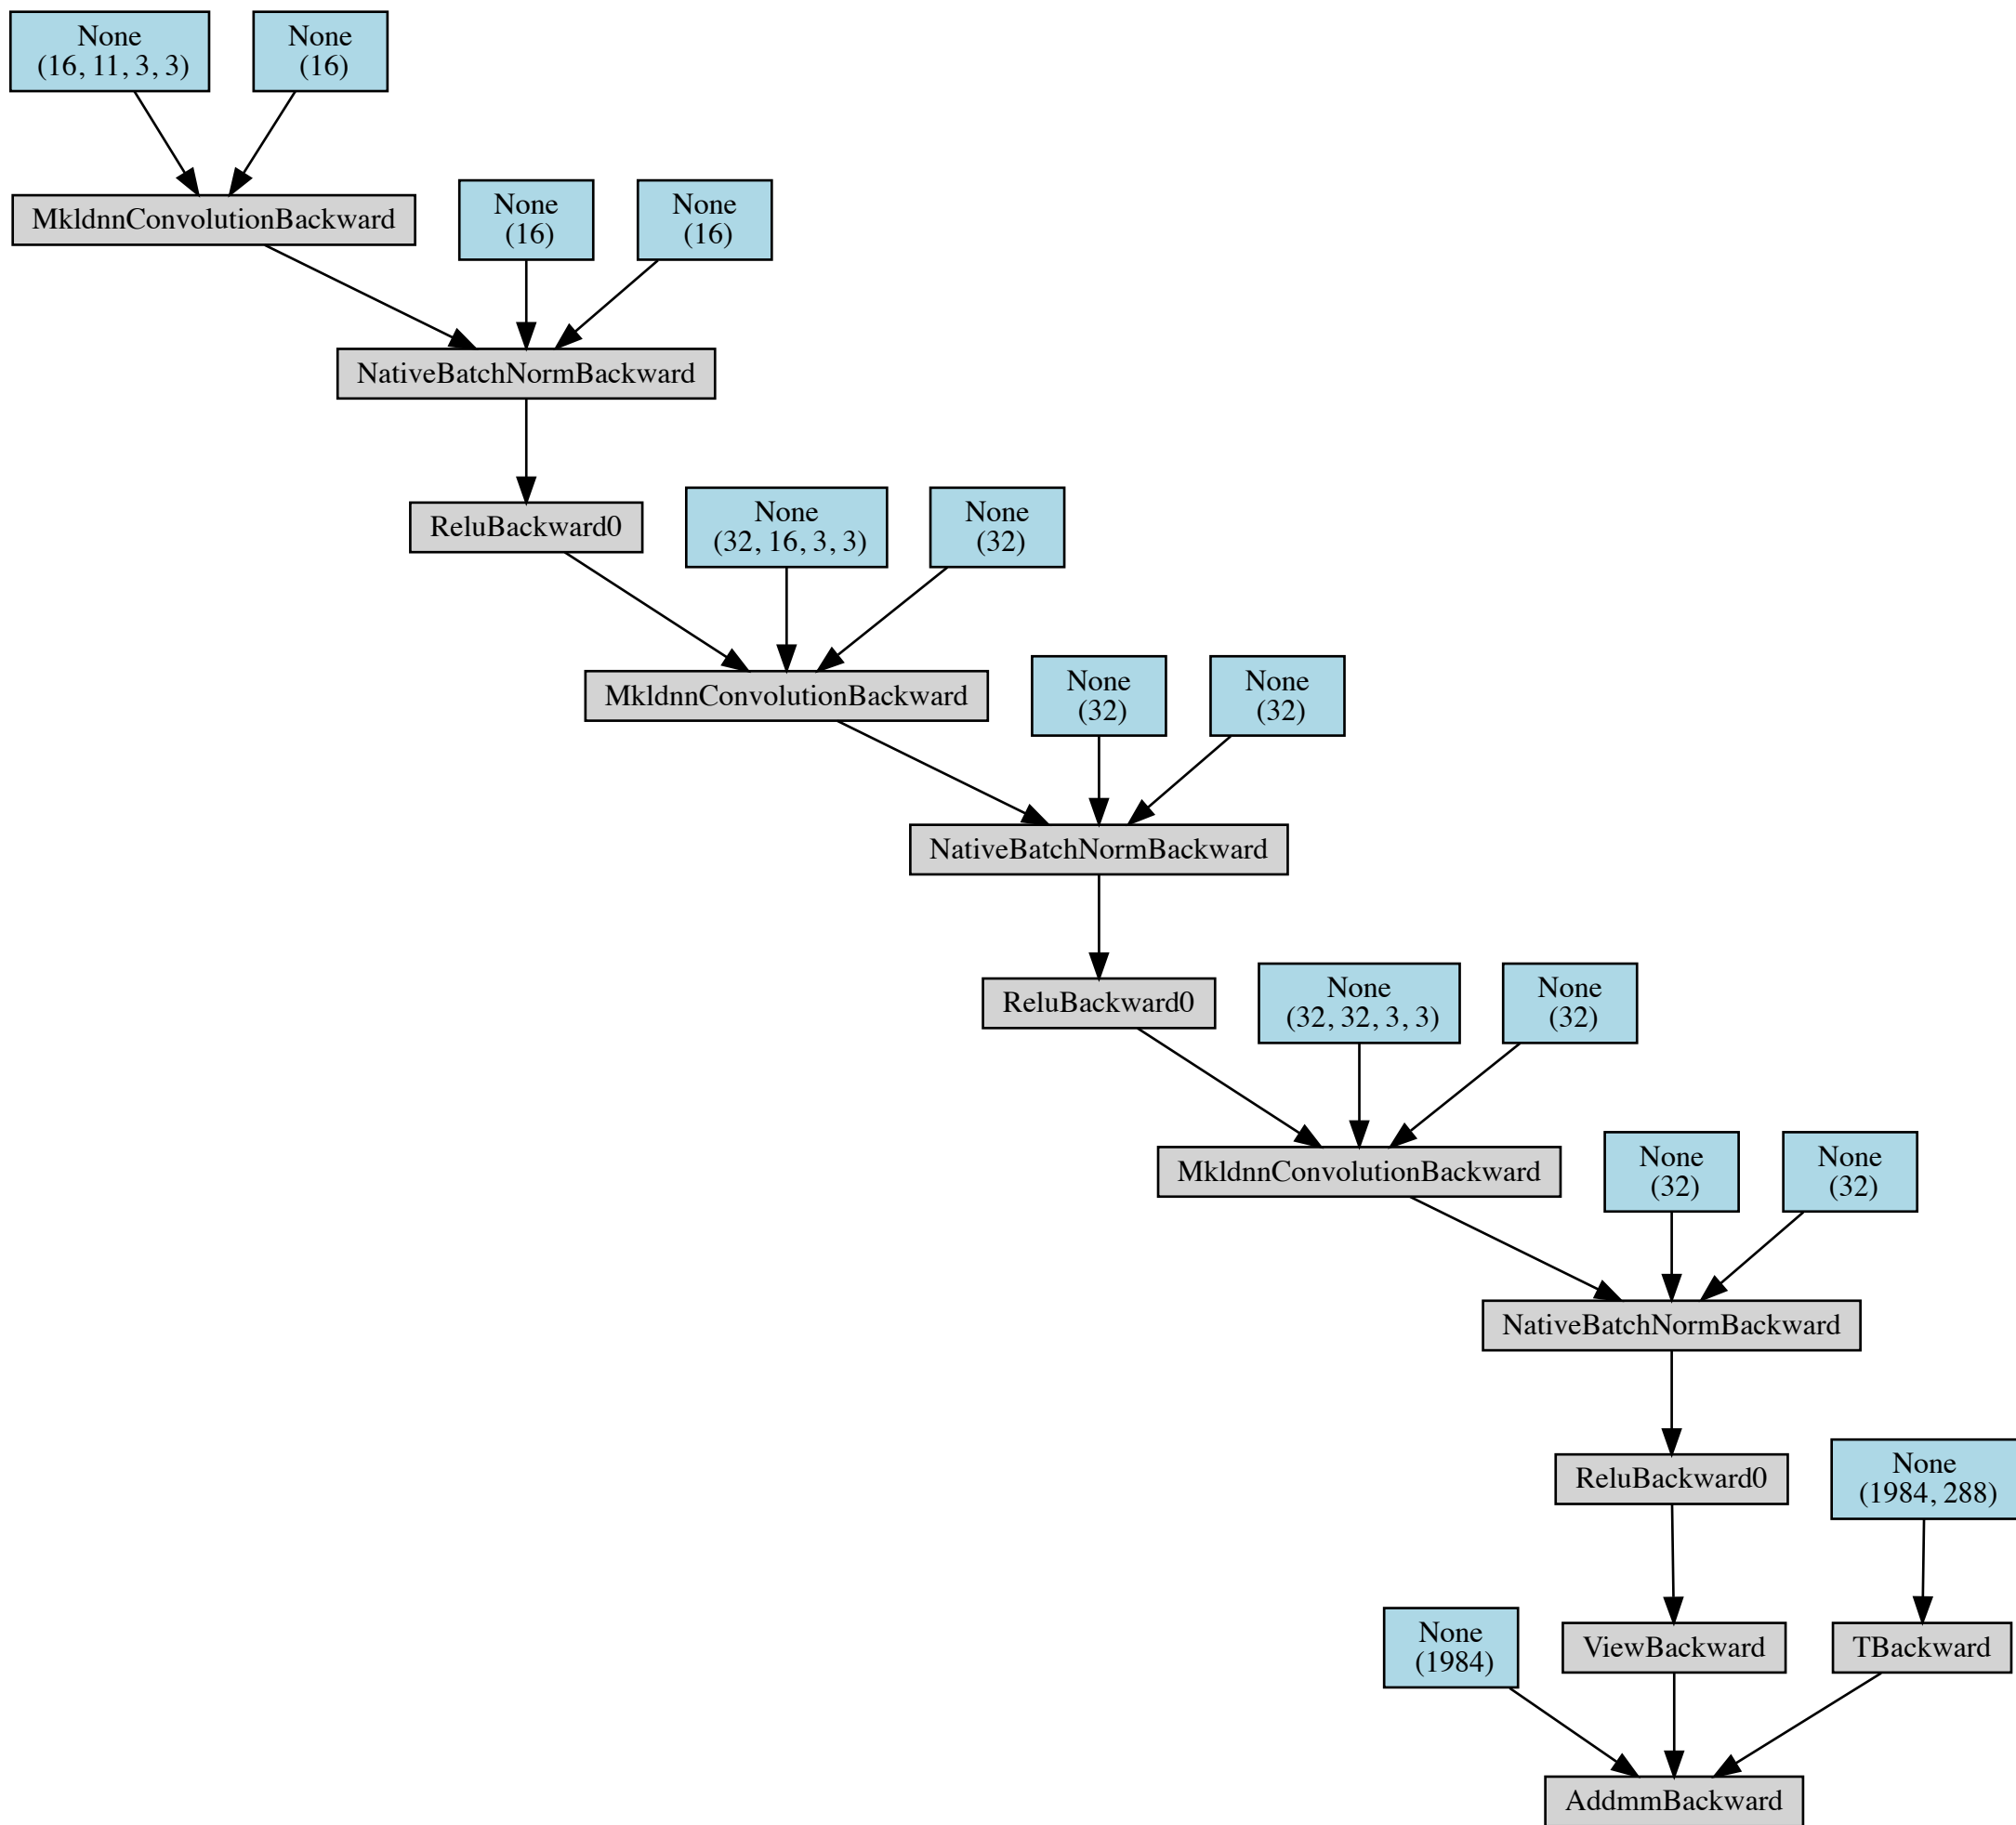 None
(16, 11, 3, 3)
None
(16)
MkldnnConvolutionBackward
None
(16)
None
(16)
NativeBatchNormBackward
ReluBackward0
None
(32, 16, 3, 3)
None
(32)
MkldnnConvolutionBackward
None
(32)
None
(32)
NativeBatchNormBackward
ReluBackward0
None
(32, 32, 3, 3)
None
(32)
MkldnnConvolutionBackward
None
(32)
None
(32)
NativeBatchNormBackward
ReluBackward0
None
(1984, 288)
None
(1984)
ViewBackward
TBackward
AddmmBackward